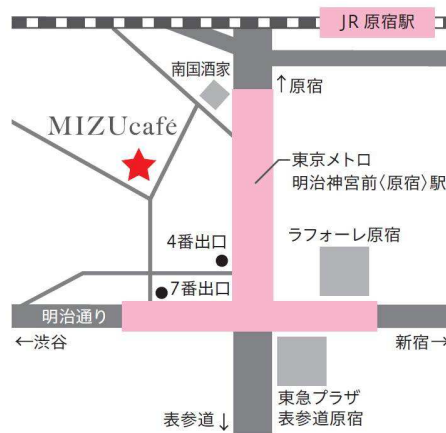 JR 原宿駅
南国酒家
↑原宿
MIZUcafé
東京メトロ
明治神宮前〈原宿〉駅
4番出口
ラフォーレ原宿
7番出口
明治通り
←渋谷
新宿→
東急プラザ
表参道原宿
表参道↓